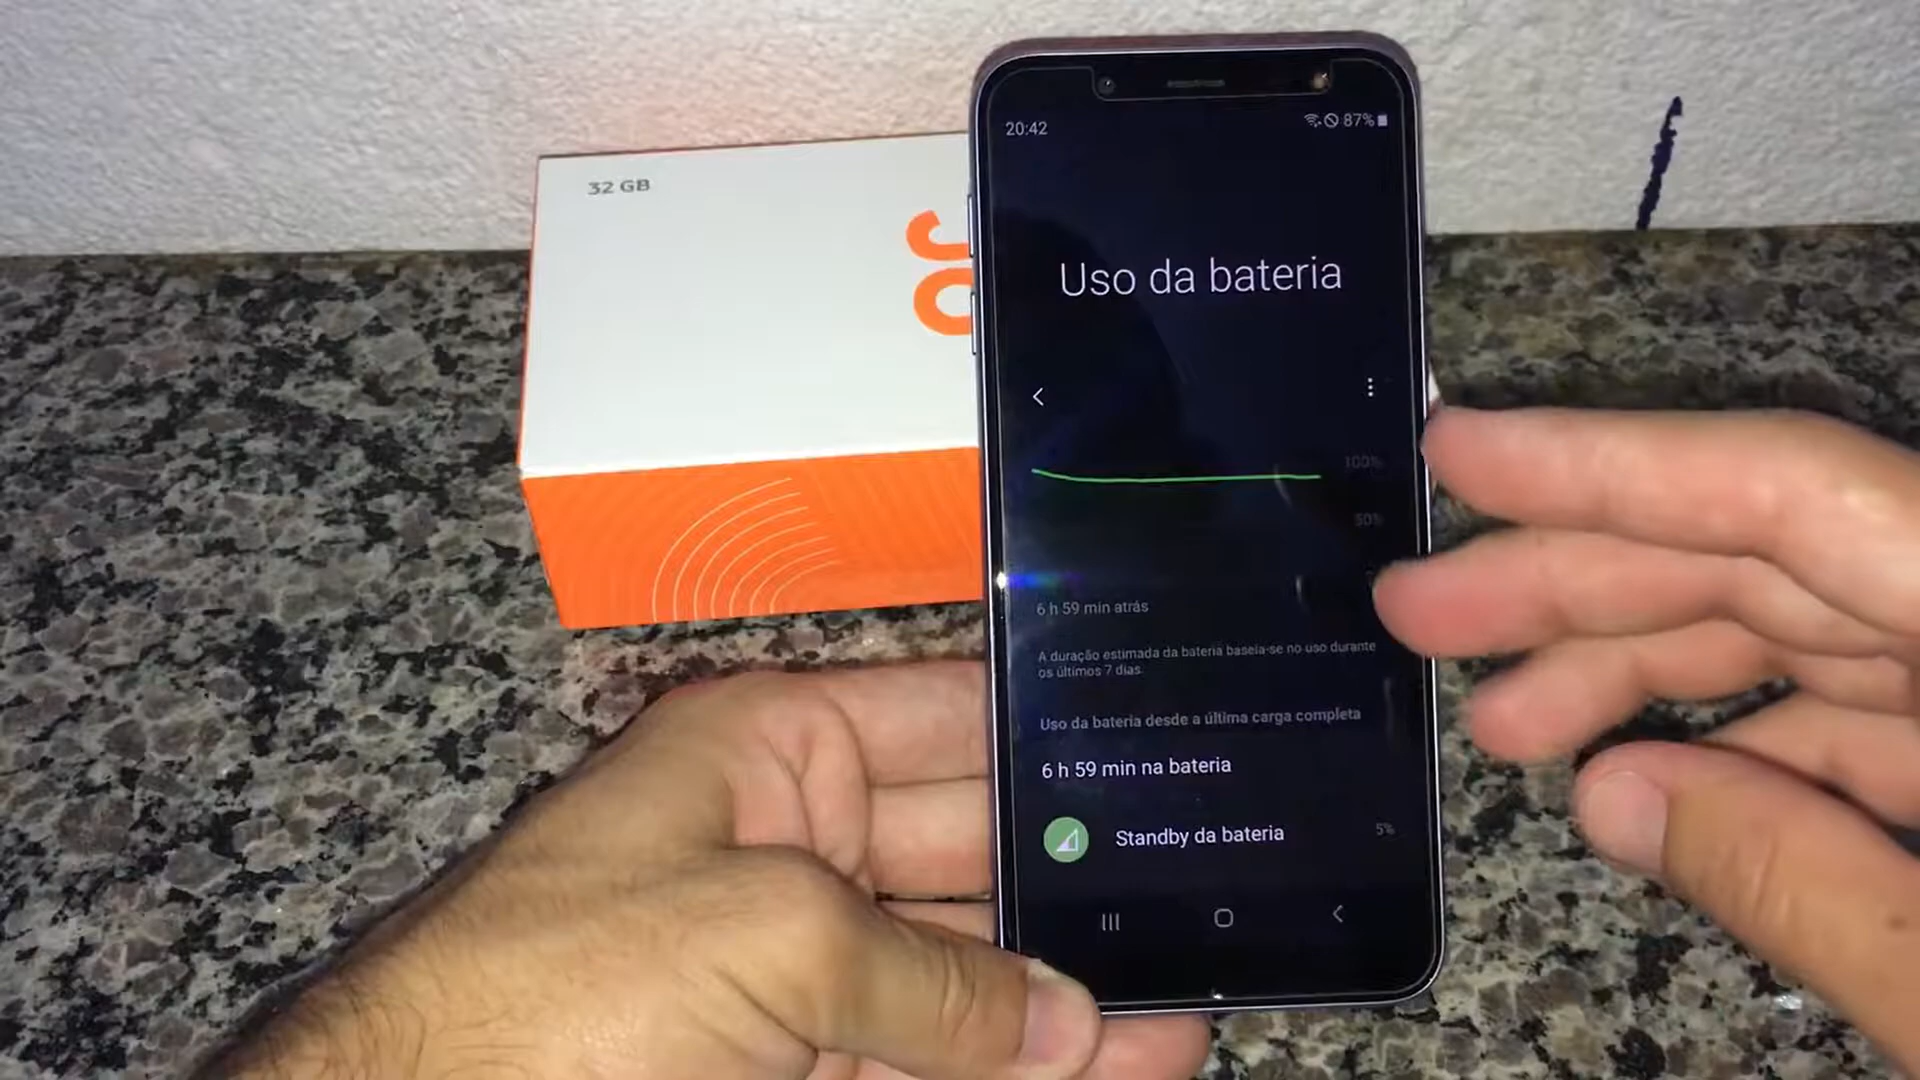 32 GB
J6
20:42
87%
Uso da bateria
100%
50%
6 h 59 min atrás
A duração estimada da bateria baseia-se no uso durante
os últimos 7 dias.
Uso da bateria desde a última carga completa
6 h 59 min na bateria
Standby da bateria
5%